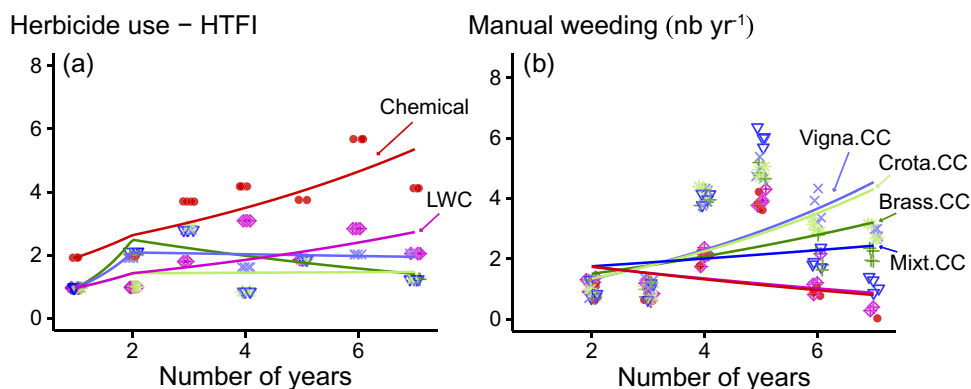 Herbicide use − HTFI
Manual weeding (nb yr⁻¹)
(a)
(b)
8
6
4
2
0
Chemical
LWC
2
4
6
Number of years
8
6
4
2
0
Vigna.CC
Crota.CC
Brass.CC
Mixt.CC
2
4
6
Number of years